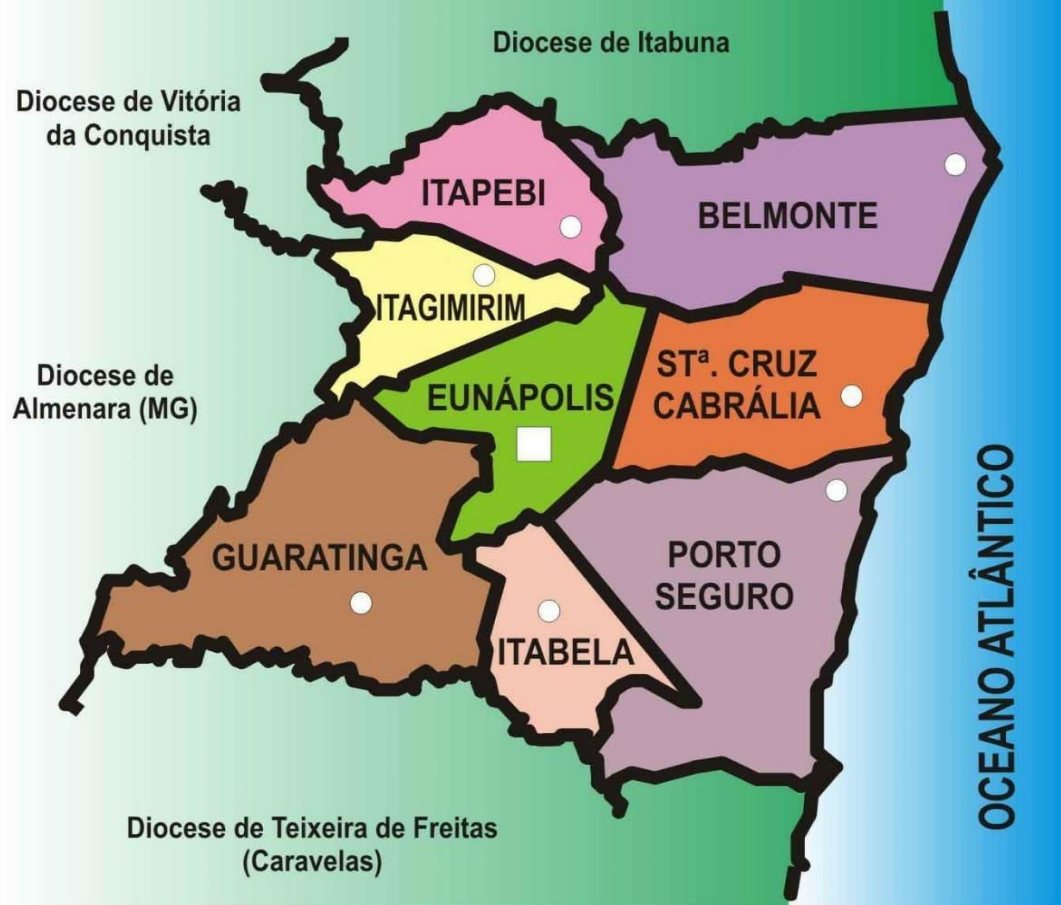 Diocese de Itabuna
Diocese de Vitória
da Conquista
ITAPEBI
BELMONTE
ITAGIMIRIM
STª. CRUZ
CABRÁLIA
Diocese de
Almenara (MG)
EUNÁPOLIS
GUARATINGA
PORTO
SEGURO
ITABELA
OCEANO ATLÂNTICO
Diocese de Teixeira de Freitas
(Caravelas)